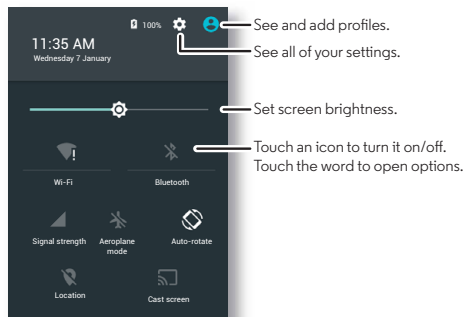 100%
See and add profiles.
11:35 AM
Wednesday 7 January
See all of your settings.
Set screen brightness.
Touch an icon to turn it on/off.
Touch the word to open options.
Wi-Fi
Bluetooth
Signal strength
Aeroplane
mode
Auto-rotate
Location
Cast screen